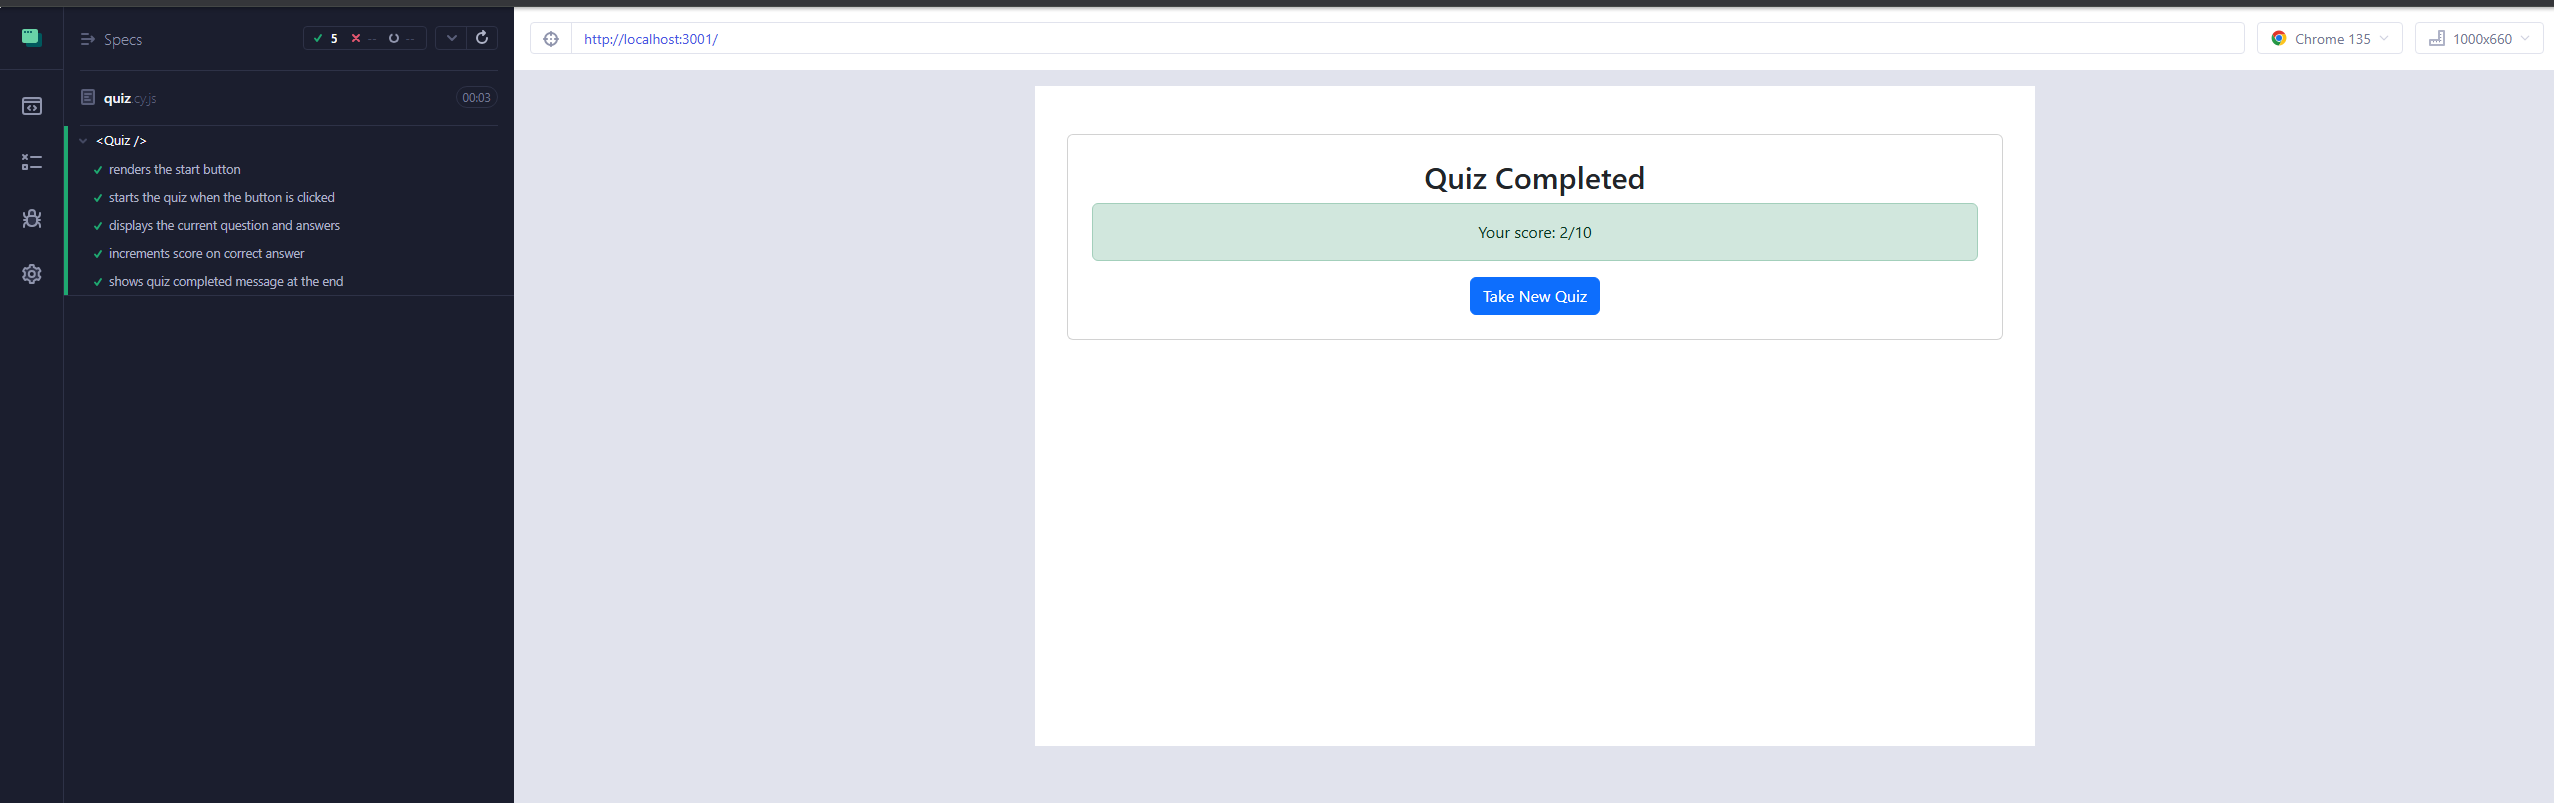 Specs
5 -- --
quiz.cy.js
00:03
<Quiz />
renders the start button
starts the quiz when the button is clicked
displays the current question and answers
increments score on correct answer
shows quiz completed message at the end
http://localhost:3001/
Chrome 135
1000x660
Quiz Completed
Your score: 2/10
Take New Quiz